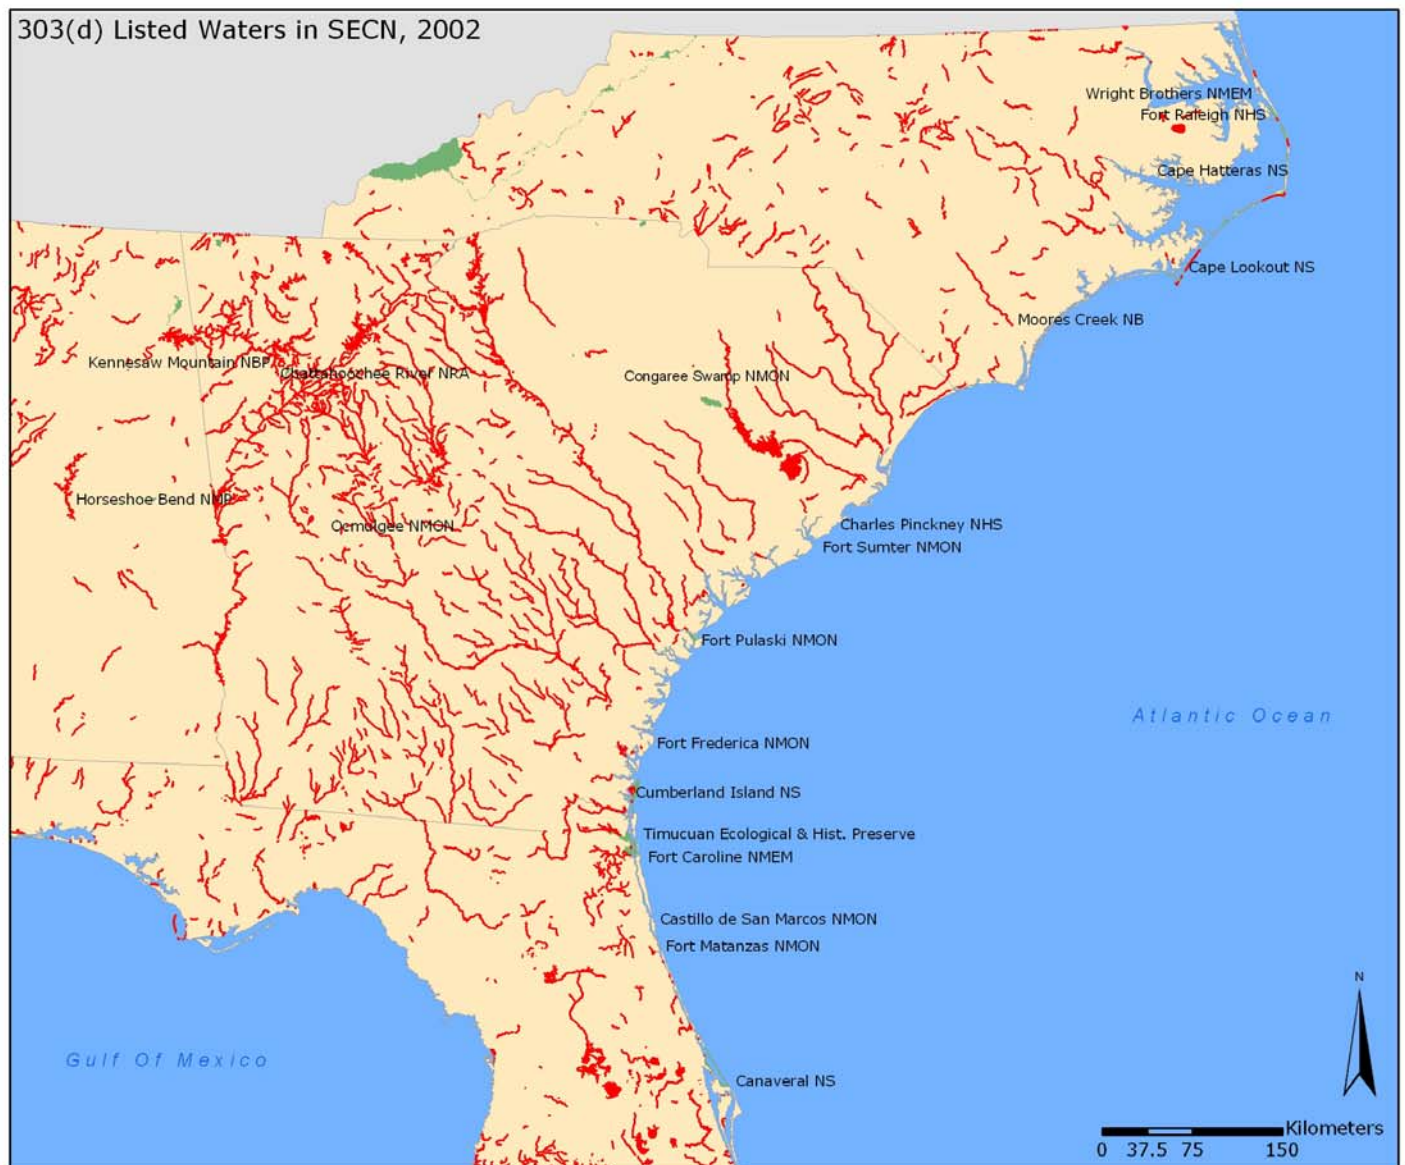 303(d) Listed Waters in SECN, 2002
Wright Brothers NMEM
Fort Raleigh NHS
Cape Hatteras NS
Cape Lookout NS
Moores Creek NB
Kennesaw Mountain NBP
Chattahoochee River NRA
Congaree Swamp NMON
Horseshoe Bend NMP
Ocmulgee NMON
Charles Pinckney NHS
Fort Sumter NMON
Fort Pulaski NMON
Atlantic Ocean
Fort Frederica NMON
Cumberland Island NS
Timucuan Ecological & Hist. Preserve
Fort Caroline NMEM
Castillo de San Marcos NMON
Fort Matanzas NMON
N
Gulf Of Mexico
Canaveral NS
Kilometers
0 37.5 75 150